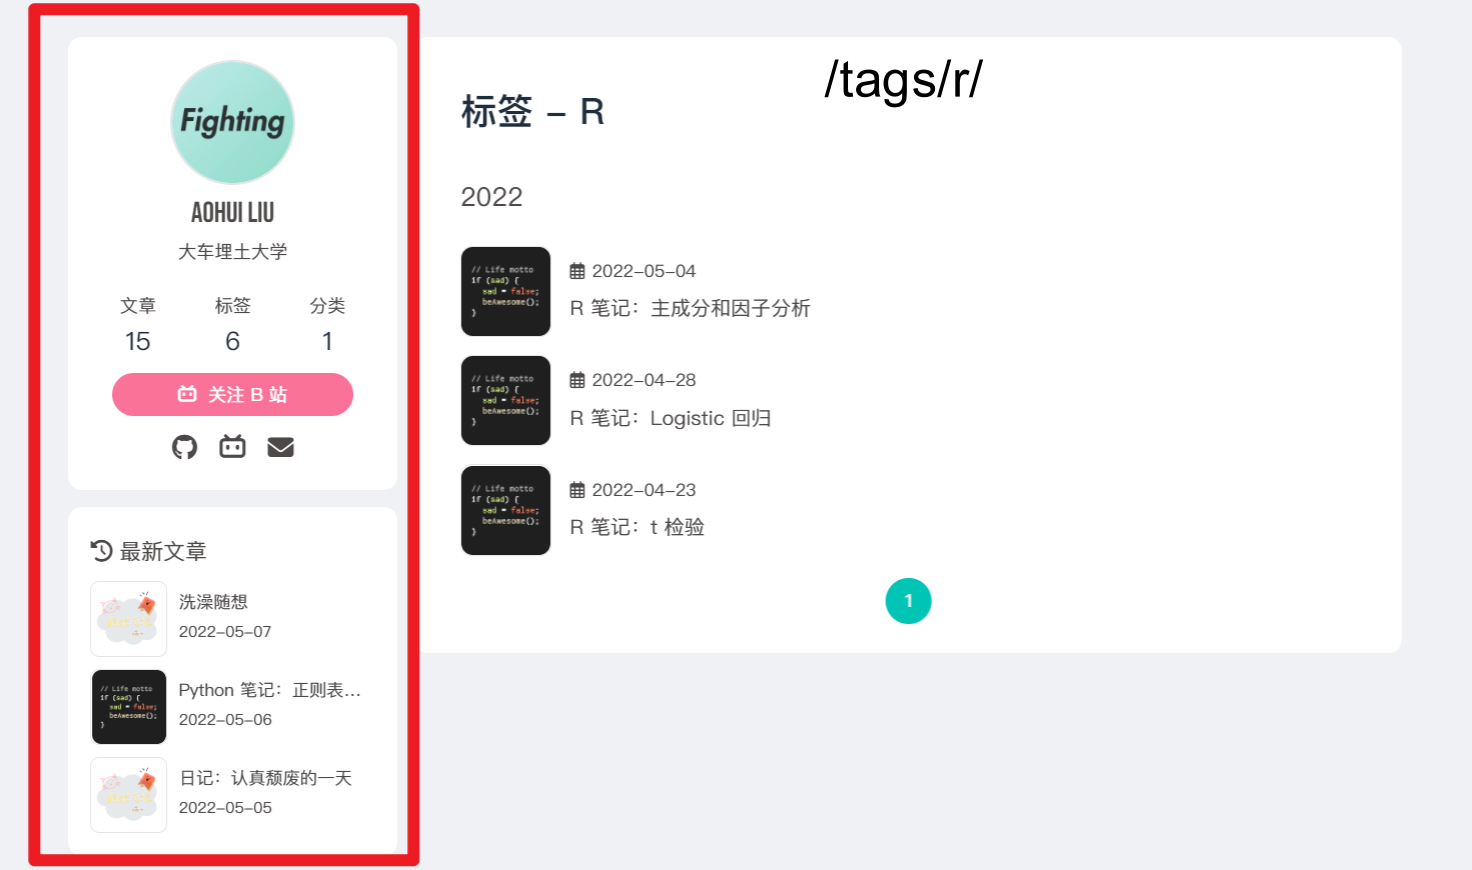 Fighting
AOHUI LIU
大车埋土大学
文章 标签 分类
15 6 1
关注 B 站
最新文章
洗澡随想
2022-05-07
// Life motto
if (sad) {
sad = false;
beAwesome();
}
Python 笔记：正则表...
2022-05-06
日记：认真颓废的一天
2022-05-05
/tags/r/
标签 - R
2022
// Life motto
if (sad) {
sad = false;
beAwesome();
}
2022-05-04
R 笔记：主成分和因子分析
// Life motto
if (sad) {
sad = false;
beAwesome();
}
2022-04-28
R 笔记：Logistic 回归
// Life motto
if (sad) {
sad = false;
beAwesome();
}
2022-04-23
R 笔记：t 检验
1